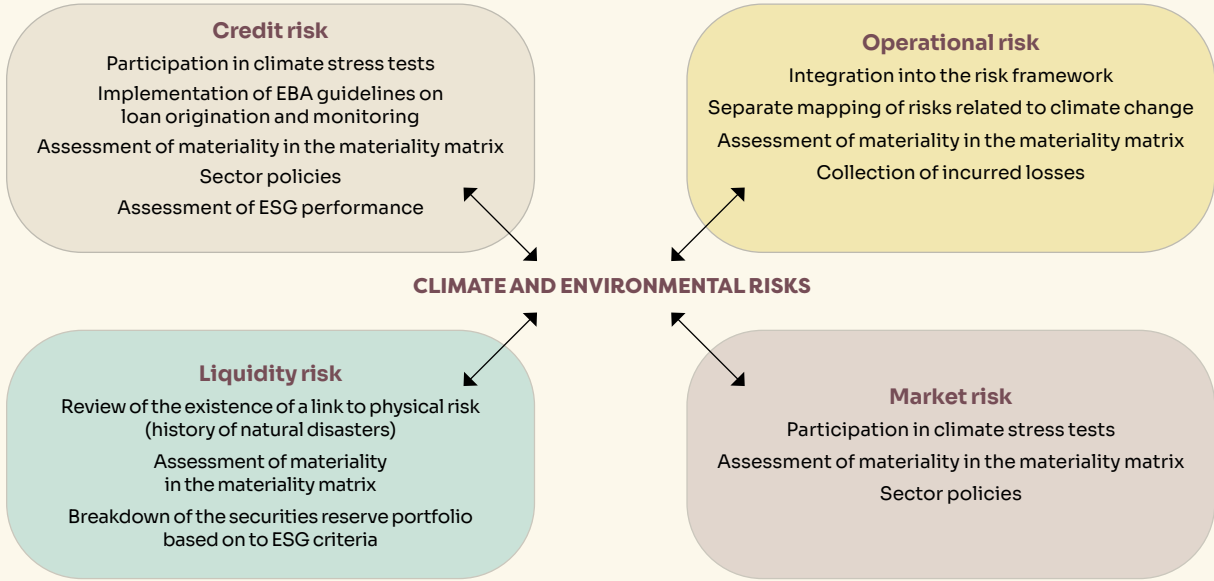 Credit risk
Participation in climate stress tests
Implementation of EBA guidelines on
loan origination and monitoring
Assessment of materiality in the materiality matrix
Sector policies
Assessment of ESG performance
Operational risk
Integration into the risk framework
Separate mapping of risks related to climate change
Assessment of materiality in the materiality matrix
Collection of incurred losses
CLIMATE AND ENVIRONMENTAL RISKS
Liquidity risk
Review of the existence of a link to physical risk
(history of natural disasters)
Assessment of materiality
in the materiality matrix
Breakdown of the securities reserve portfolio
based on to ESG criteria
Market risk
Participation in climate stress tests
Assessment of materiality in the materiality matrix
Sector policies